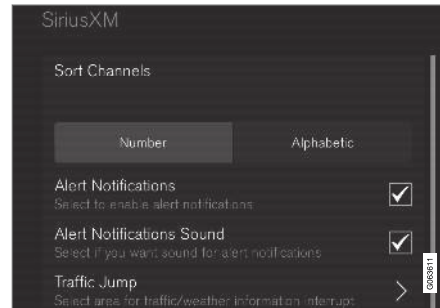 SiriusXM
Sort Channels
Number Alphabetic
Alert Notifications
Select to enable alert notifications
Alert Notifications Sound
Select if you want sound for alert notifications
Traffic Jump
Select area for traffic/weather information interrupt
G063611